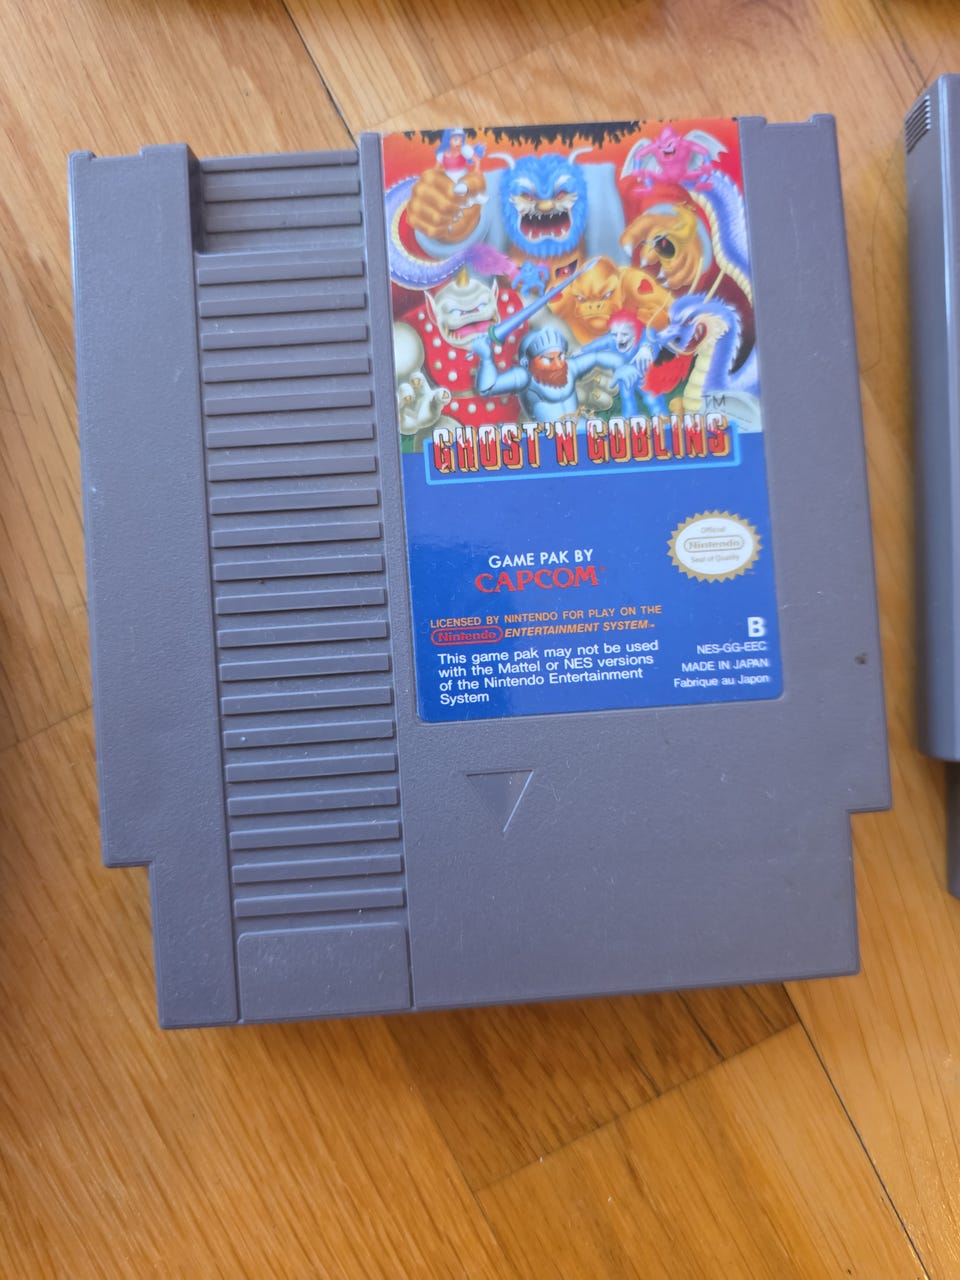 TM
GHOST'N GOBLINS
Official
Nintendo
Seal of Quality
GAME PAK BY
CAPCOM®
LICENSED BY NINTENDO FOR PLAY ON THE
Nintendo ENTERTAINMENT SYSTEM™
This game pak may not be used
with the Mattel or NES versions
of the Nintendo Entertainment
System
B
NES-GG-EEC
MADE IN JAPAN
Fabrique au Japon